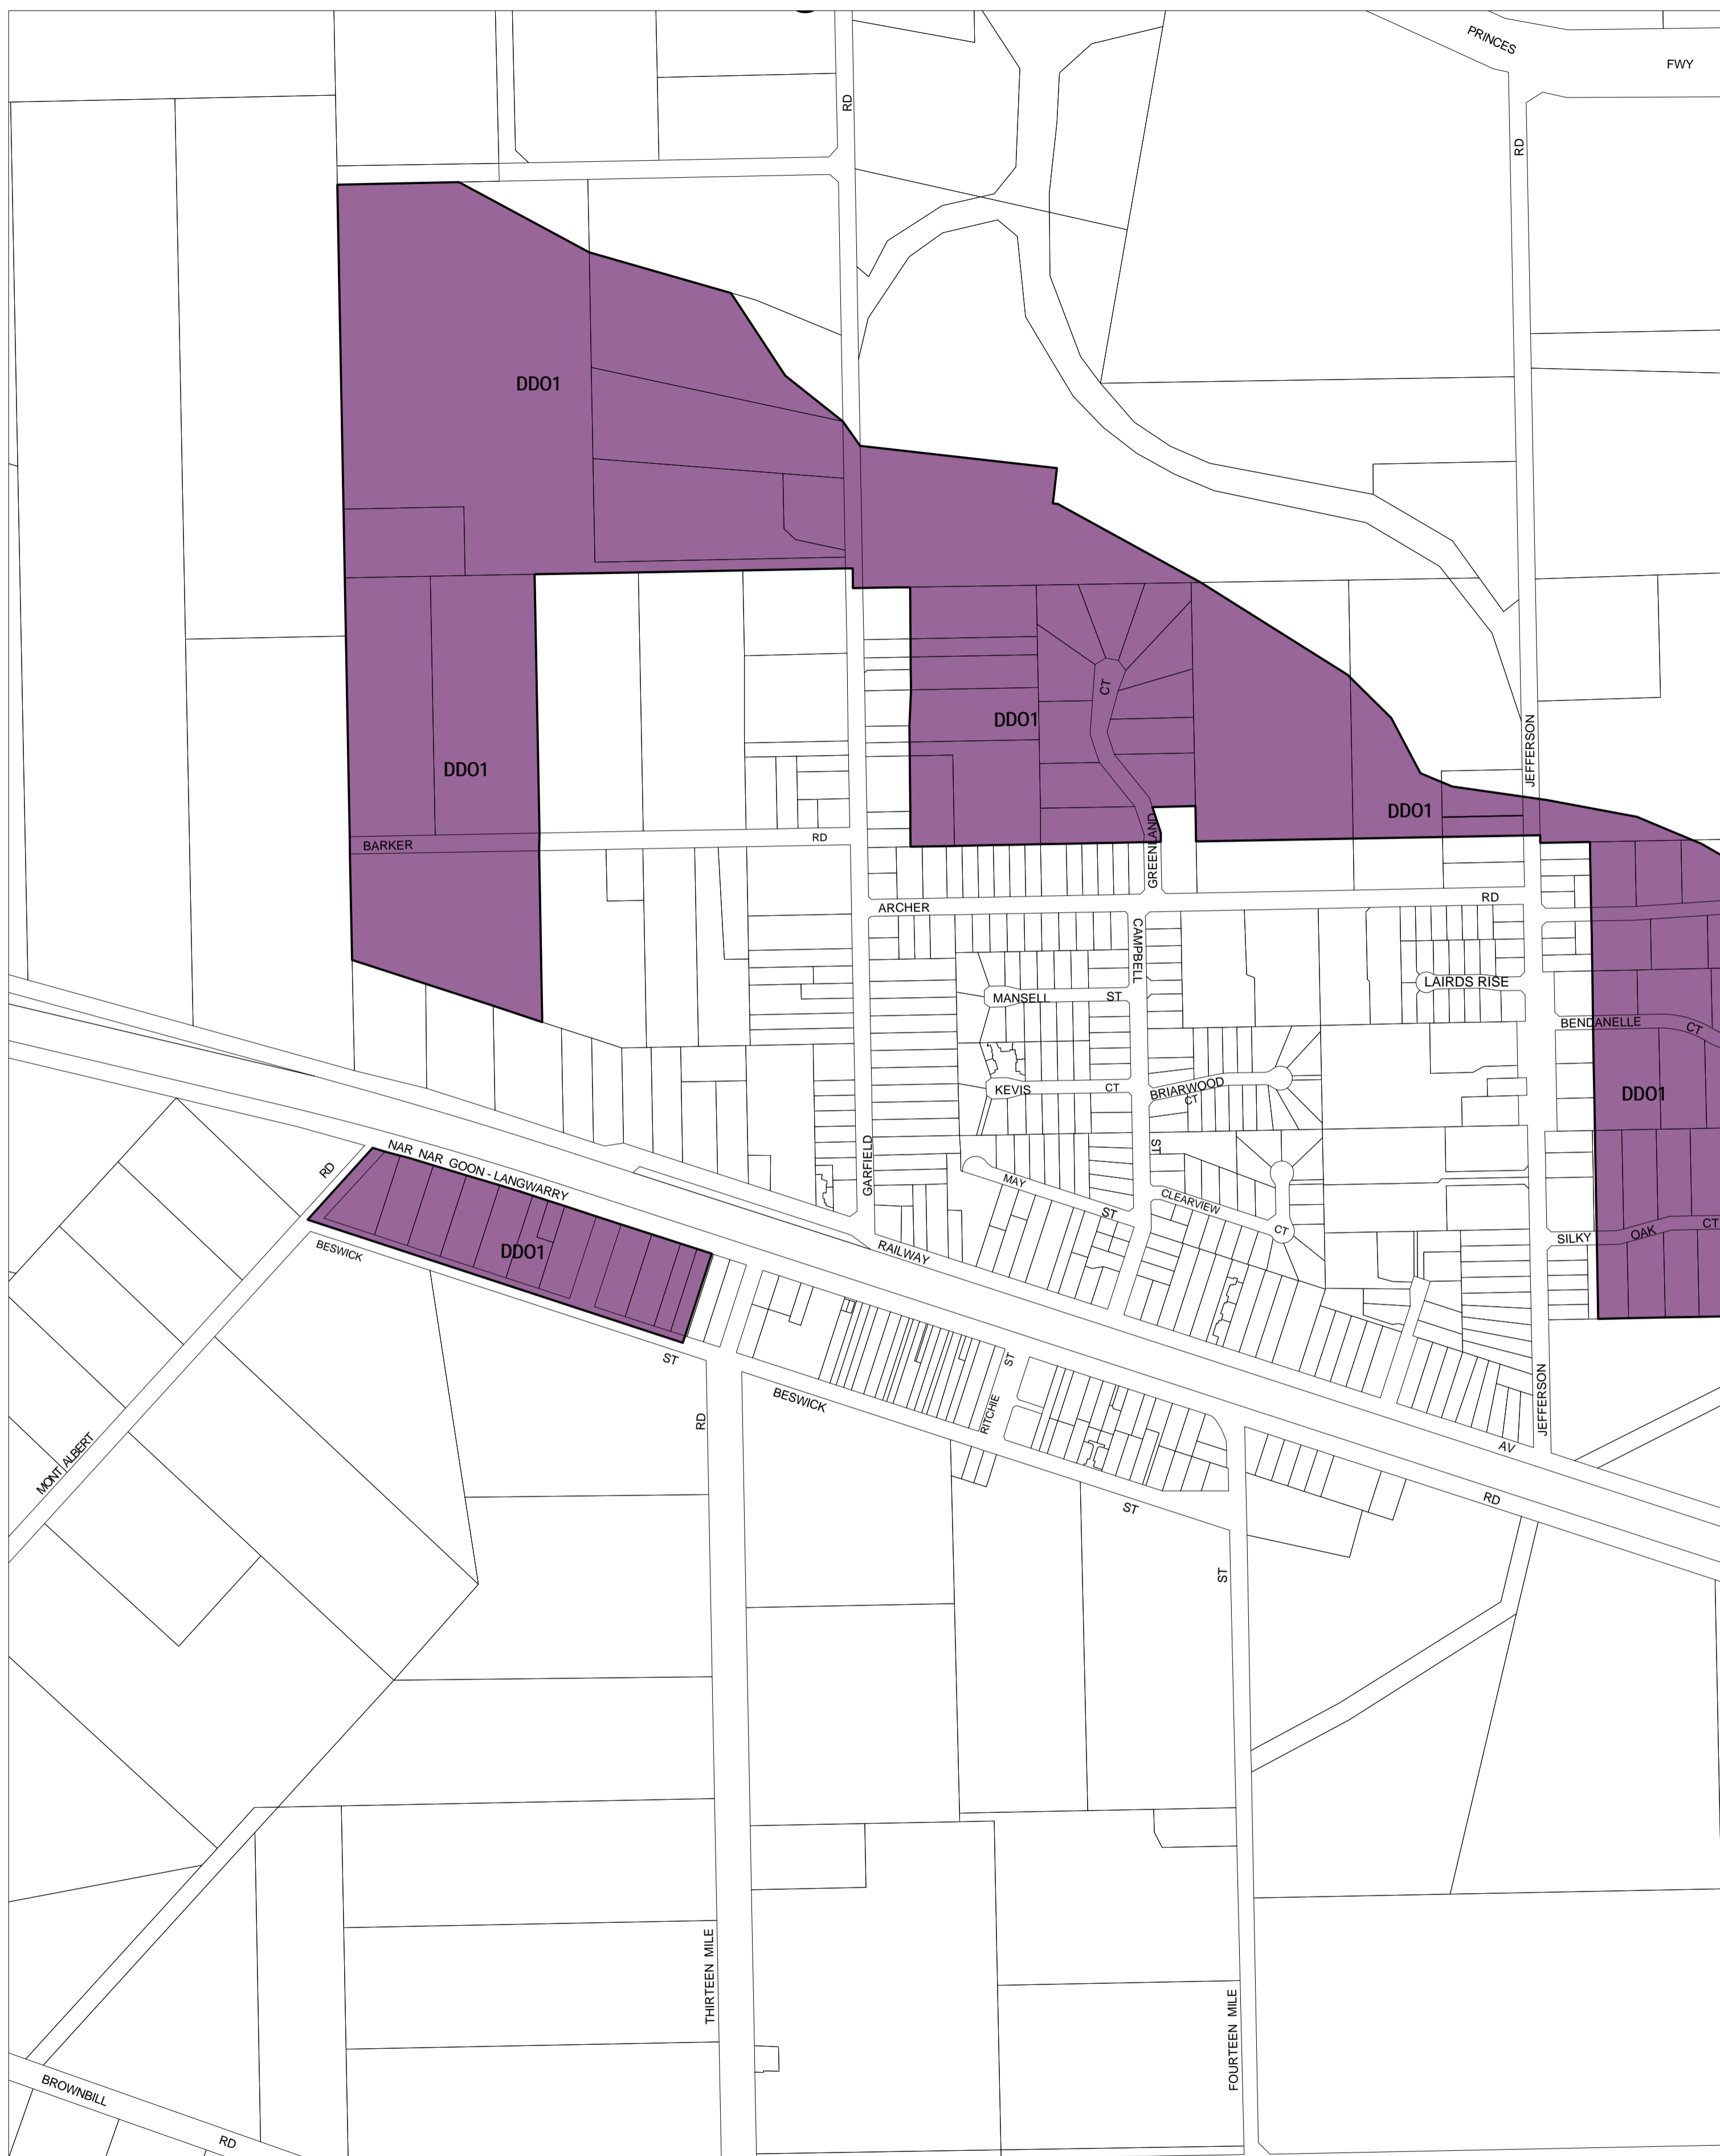 PRINCES
FWY
RD
RD
DDO1
CT
DDO1
JEFFERSON
DDO1
DDO1
GREENLAND
RD
BARKER
ARCHER
RD
CAMPBELL
LAIRDS RISE
MANSELL ST
BENDANELLE CT
KEVIS CT
BRIARWOOD
CT
DDO1
NAR NAR GOON - LANGWARRY
RD
GARFIELD
ST
MAY
ST
CLEARVIEW
CT
SILKY OAK CT
BESWICK
DDO1
RAILWAY
ST
ST
RITCHIE
BESWICK
RD
JEFFERSON
AV
MONT ALBERT
RD
ST
ST
THIRTEEN MILE
FOURTEEN MILE
BROWNBILL
RD